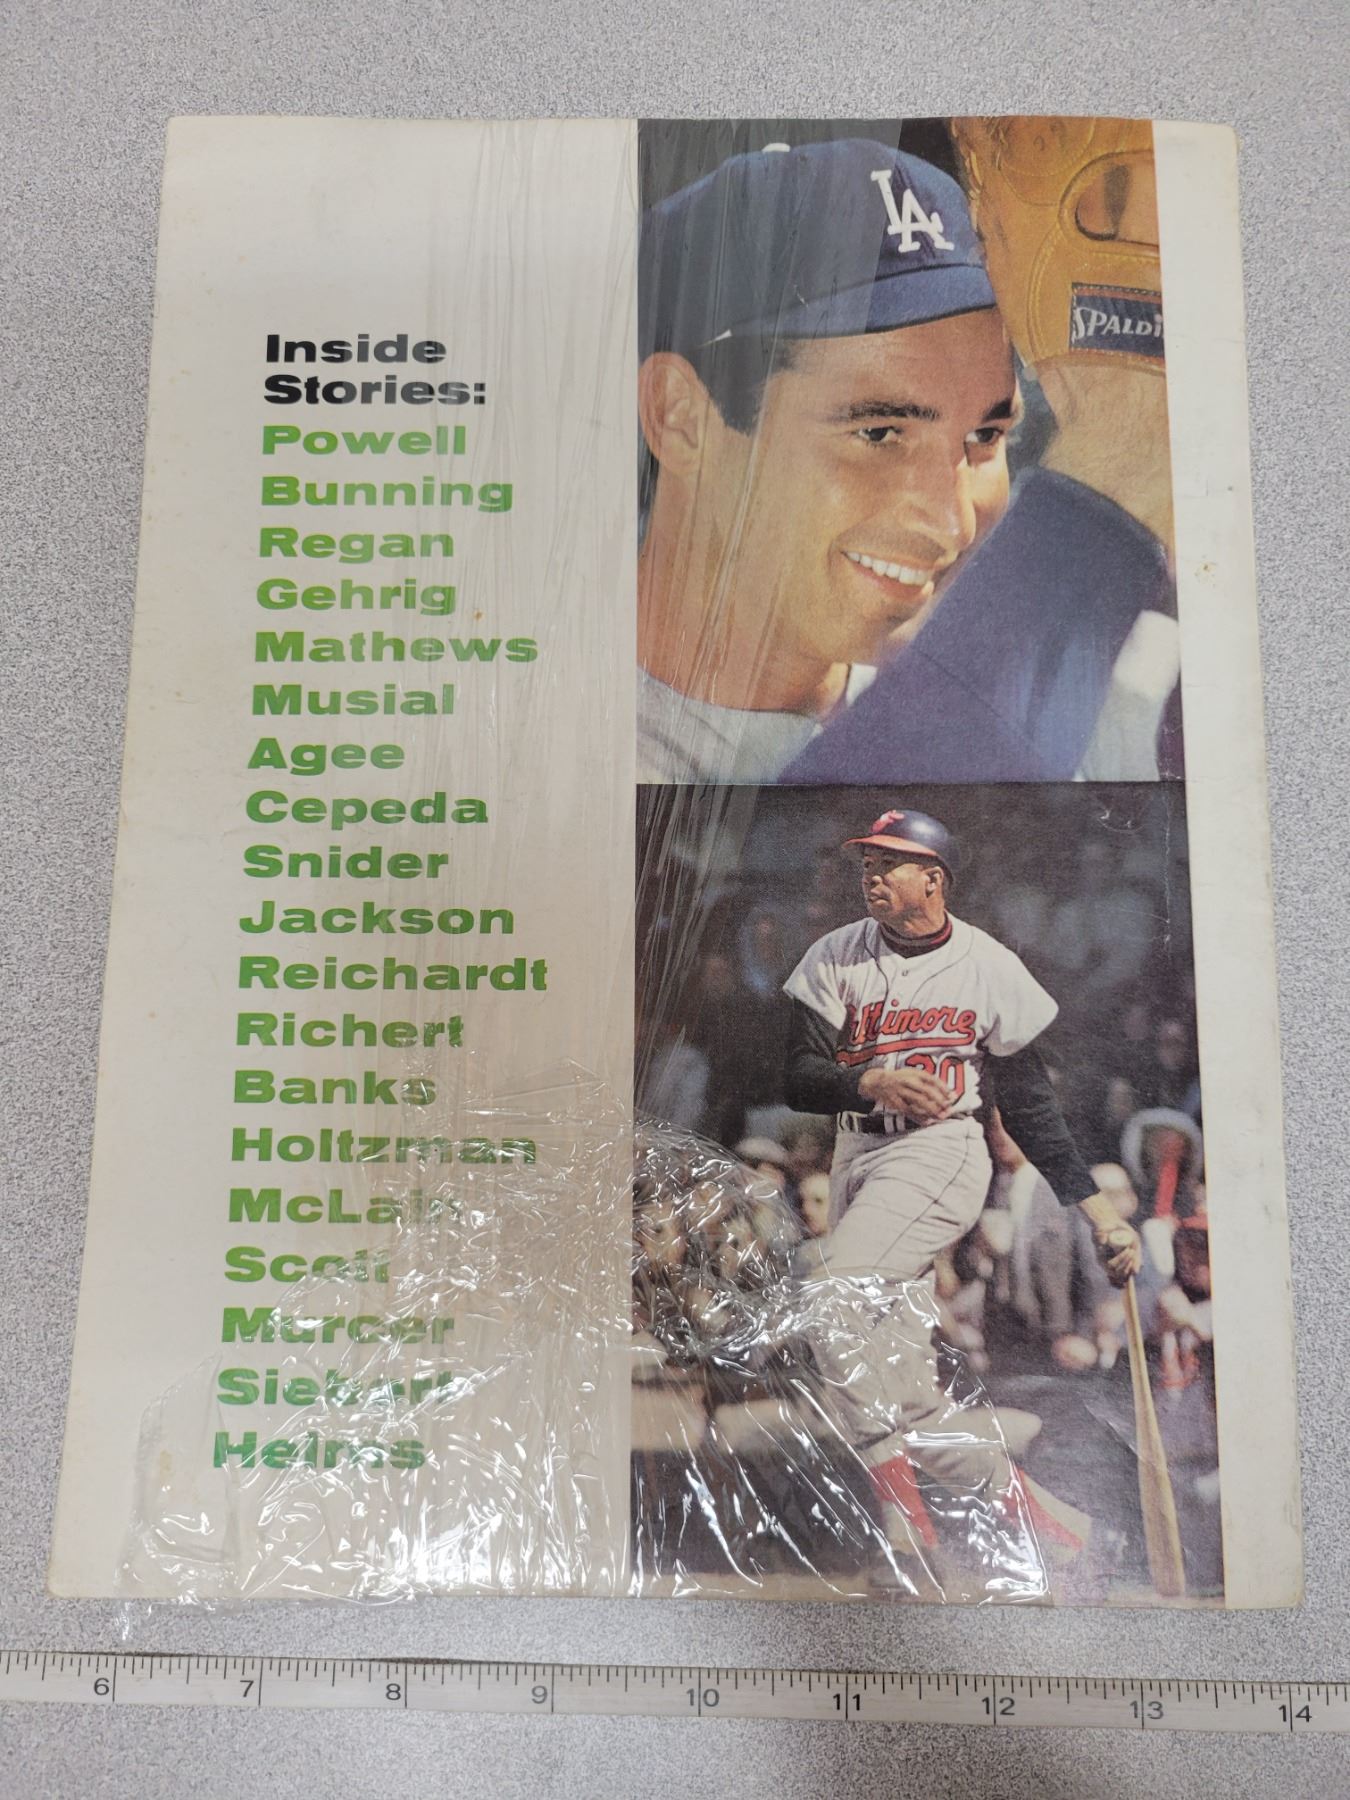 Inside
Stories:
Powell
Bunning
Regan
Gehrig
Mathews
Musial
Agee
Cepeda
Snider
Jackson
Reichardt
Richert
Banks
Holtzman
McLain
Scott
Murcer
Siebert
Helms
LA
SPALDI
ltimore
20
6 7 8 9 10 11 12 13 14